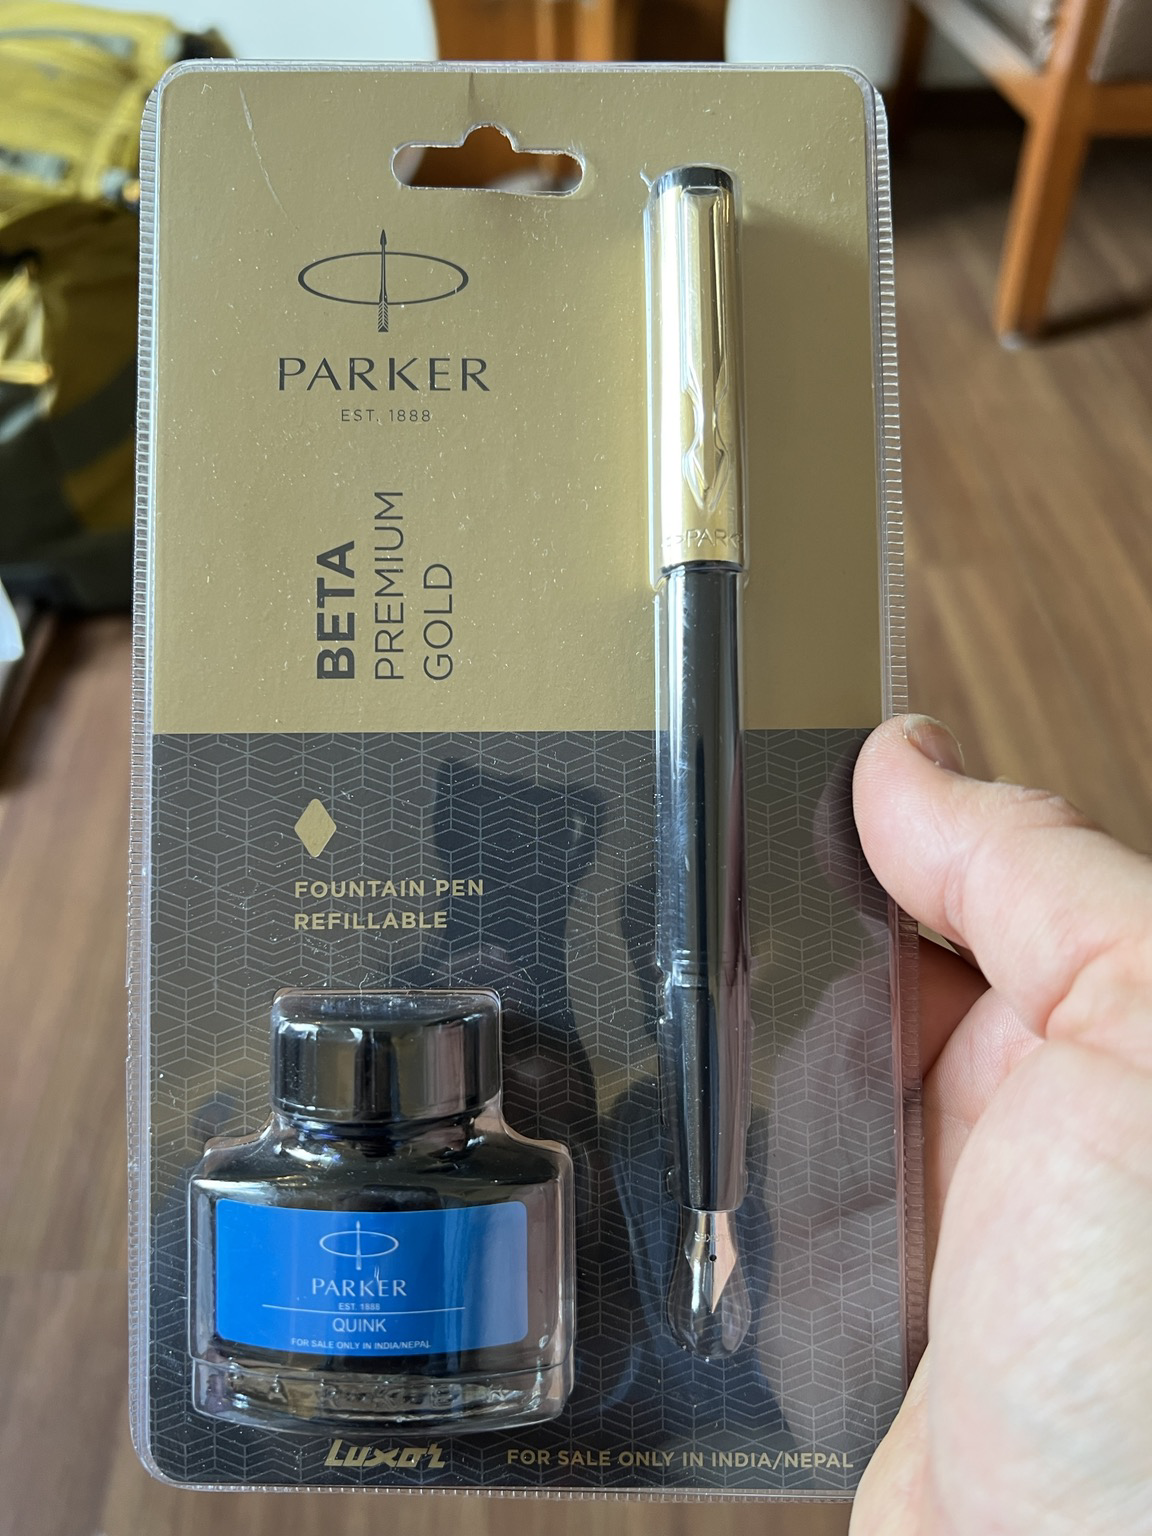 PARKER
EST. 1888
BETA
PREMIUM
GOLD
FOUNTAIN PEN
REFILLABLE
PARKER
EST. 1888
QUINK
FOR SALE ONLY IN INDIA/NEPAL
Luxor
FOR SALE ONLY IN INDIA/NEPAL